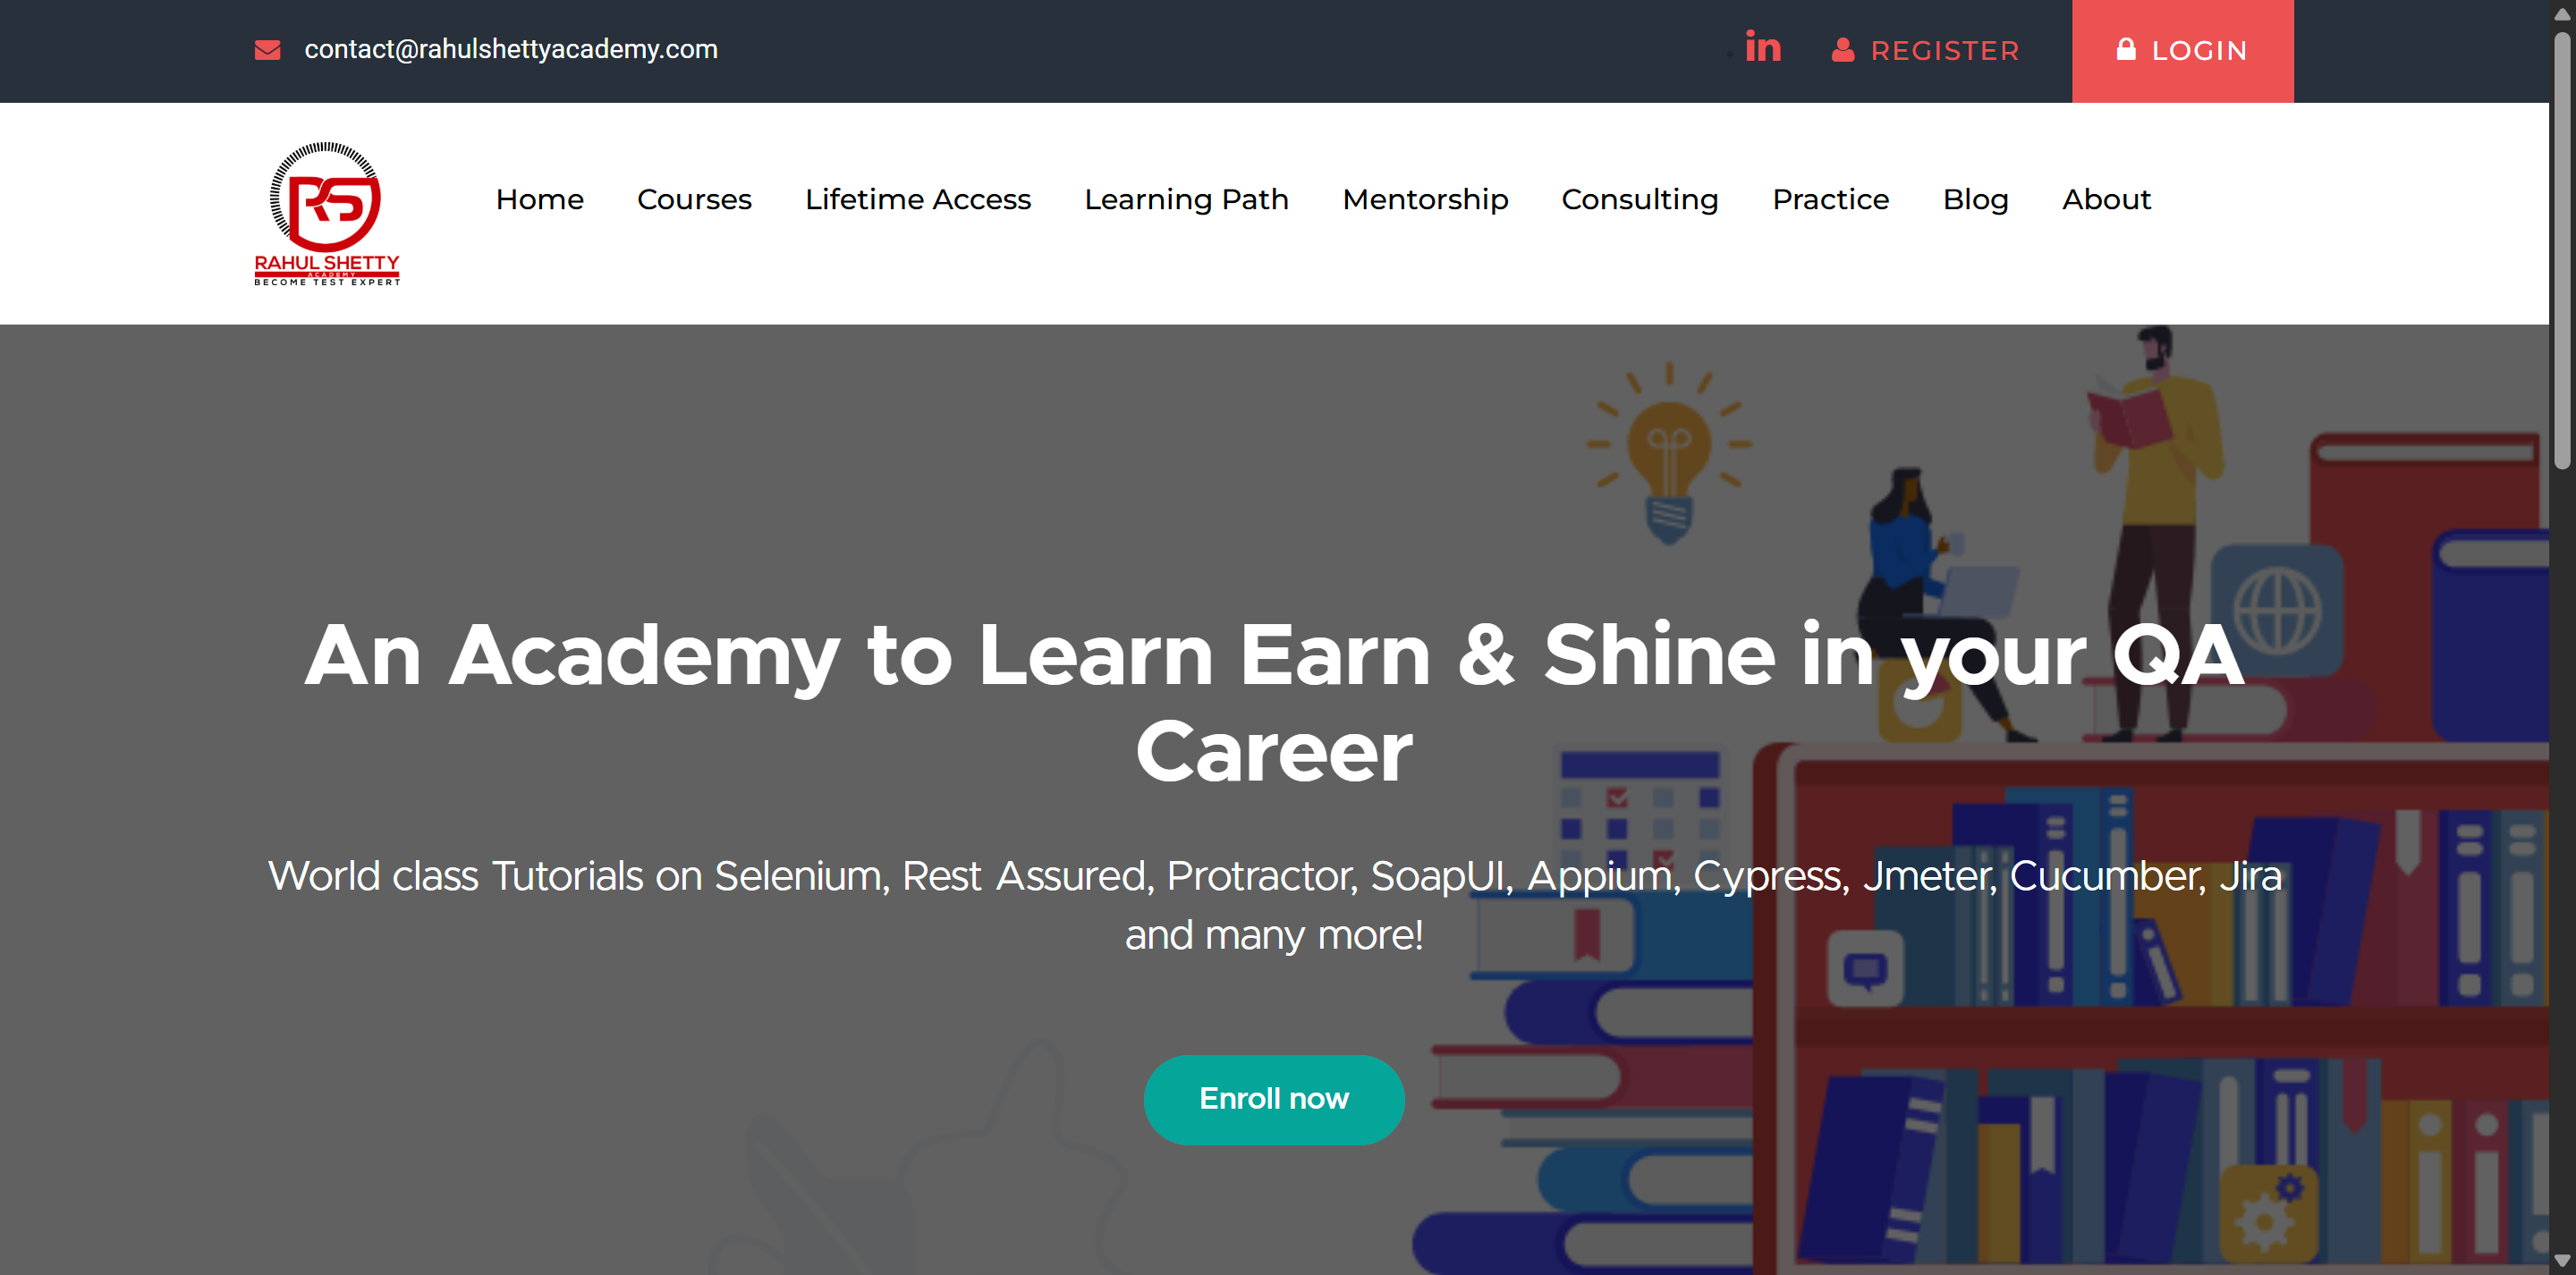 contact@rahulshettyacademy.com
in REGISTER LOGIN
RS
RAHUL SHETTY
ACADEMY
BECOME TEST EXPERT
Home Courses Lifetime Access Learning Path Mentorship Consulting Practice Blog About
An Academy to Learn Earn & Shine in your QA
Career
World class Tutorials on Selenium, Rest Assured, Protractor, SoapUI, Appium, Cypress, Jmeter, Cucumber, Jira
and many more!
Enroll now